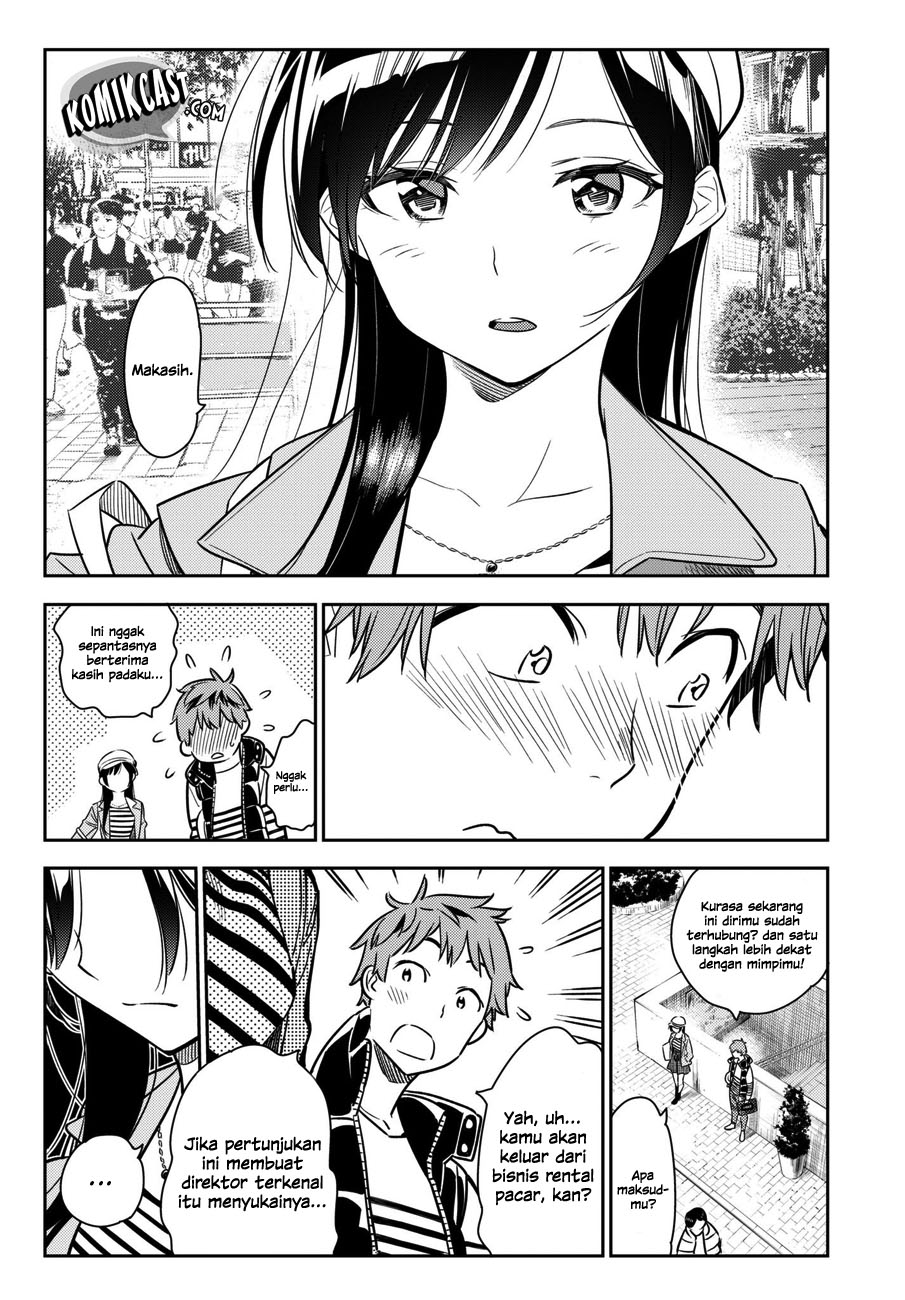 KOMIKCAST
.COM
MU
Makasih.
Ini nggak
sepantasnya
berterima
kasih padaku...
Nggak
perlu...
Kurasa sekarang
ini dirimu sudah
terhubung? dan satu
langkah lebih dekat
dengan mimpimu!
Apa
maksud-
mu?
Yah, uh...
kamu akan
keluar dari
bisnis rental
pacar, kan?
Jika pertunjukan
ini membuat
direktor terkenal
itu menyukainya...
...